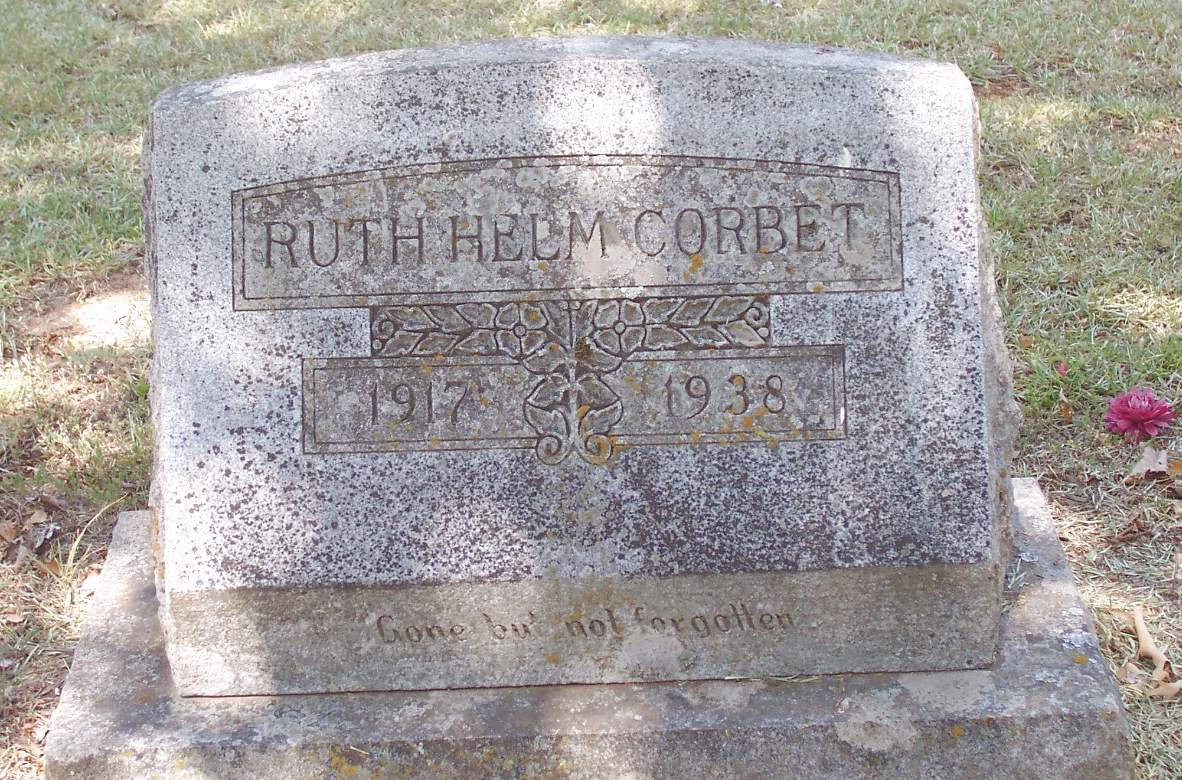 RUTH HELM CORBET
1917 1938
Gone but not forgotten